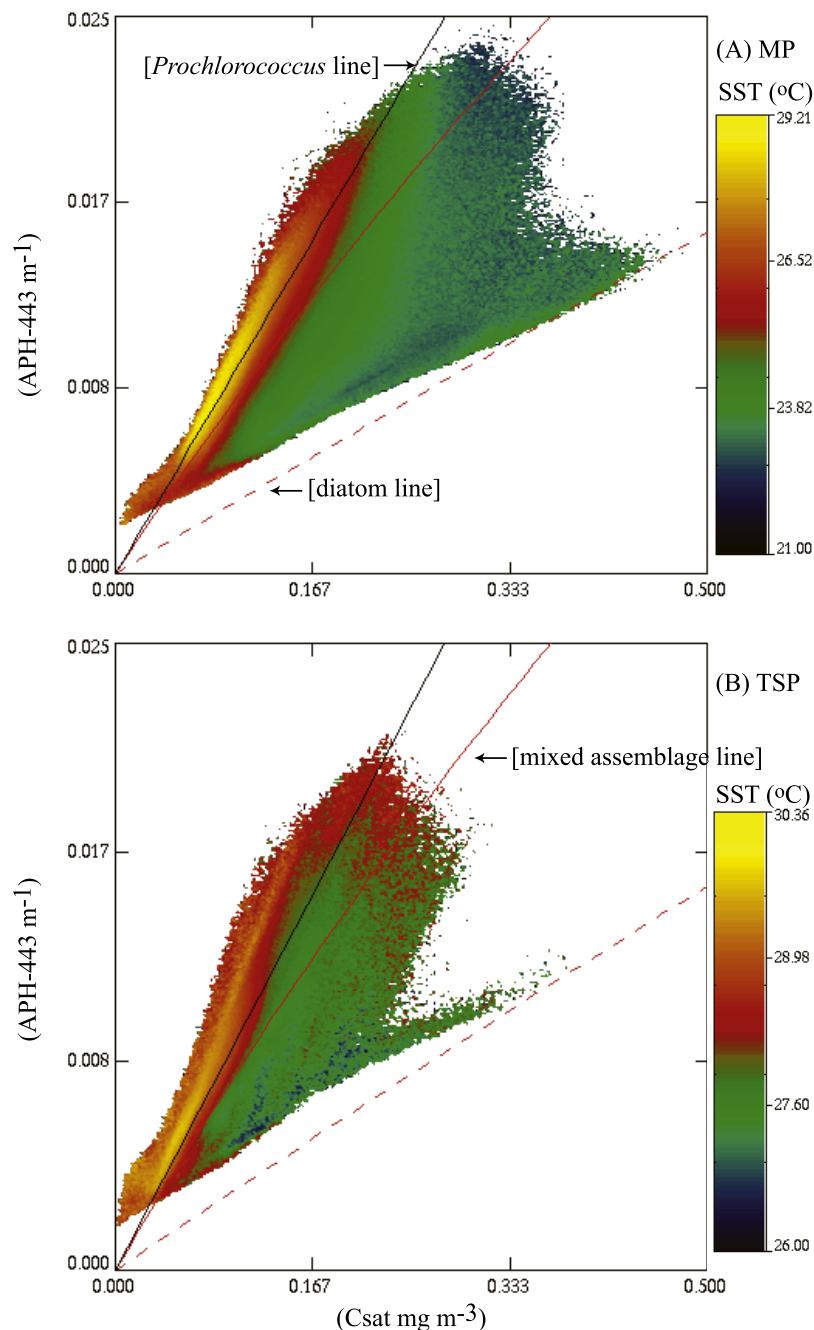 0.025
[Prochlorococcus line]
(A) MP
SST (oC)
29.21
0.017
26.52
(APH-443 m-1)
0.008
23.82
[diatom line]
0.000
21.00
0.000
0.167
0.333
0.500
0.025
(B) TSP
[mixed assemblage line]
SST (oC)
30.36
0.017
28.98
(APH-443 m-1)
0.008
27.60
0.000
26.00
0.000
0.167
0.333
0.500
(Csat mg m-3)